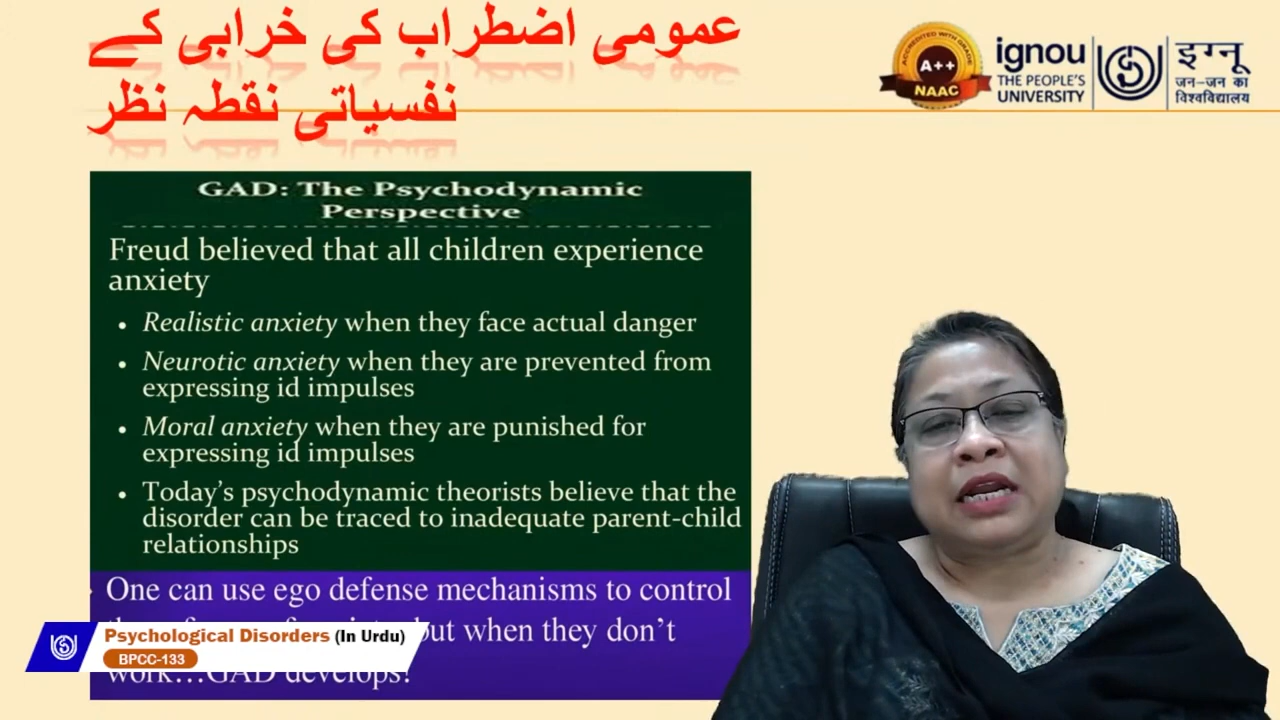 عمومی اضطراب کی خرابی کے
نفسیاتی نقطہ نظر
ACCREDITED WITH GRADE
A++
NAAC
ignou
THE PEOPLE'S
UNIVERSITY
इग्नू
जन-जन का
विश्वविद्यालय
GAD: The Psychodynamic
Perspective
Freud believed that all children experience
anxiety
• Realistic anxiety when they face actual danger
• Neurotic anxiety when they are prevented from
expressing id impulses
• Moral anxiety when they are punished for
expressing id impulses
• Today's psychodynamic theorists believe that the
disorder can be traced to inadequate parent-child
relationships
One can use ego defense mechanisms to control
but when they don't
work…GAD develops!
Psychological Disorders (In Urdu)
BPCC-133